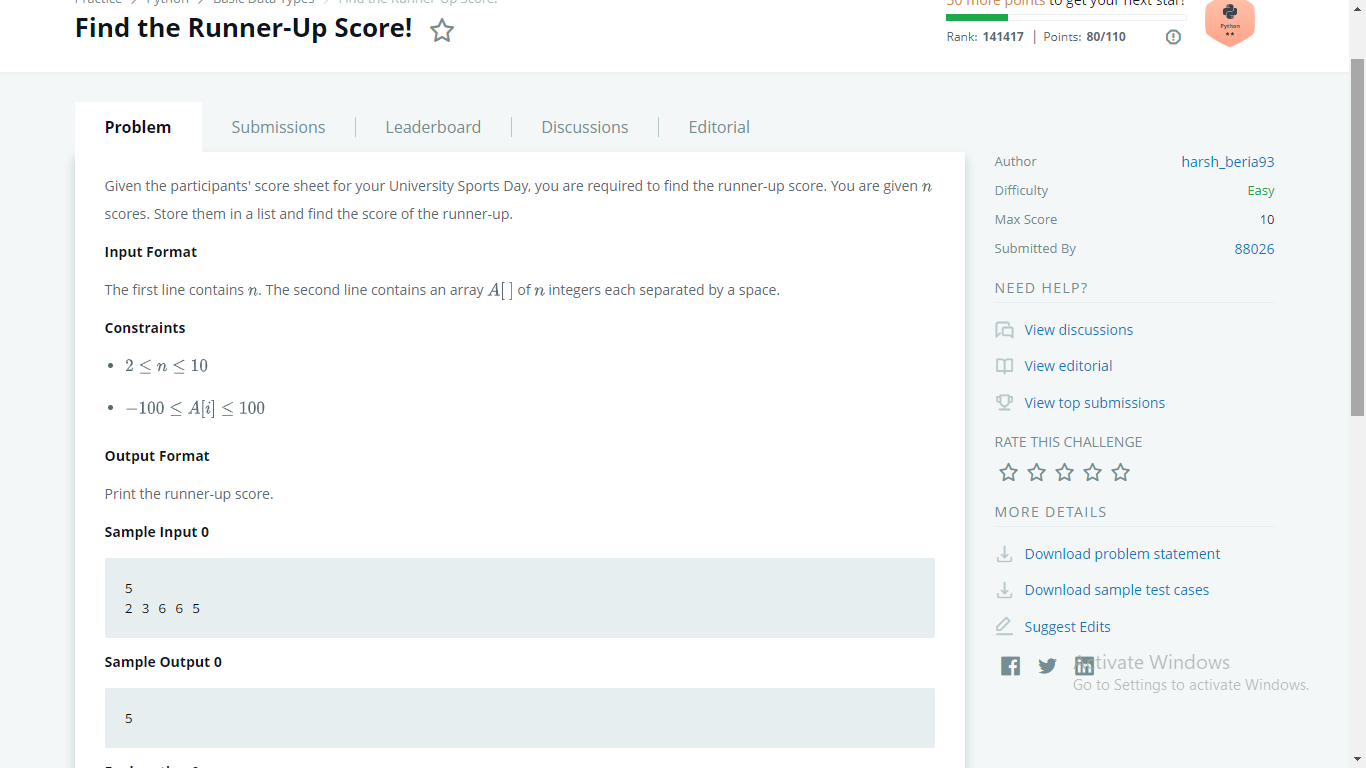 Practice > Python > Basic Data Types > Find the Runner-Up Score!
Find the Runner-Up Score!
30 more points to get your next star!
Rank: 141417 | Points: 80/110
Python
Problem
Submissions
Leaderboard
Discussions
Editorial
Given the participants' score sheet for your University Sports Day, you are required to find the runner-up score. You are given n
scores. Store them in a list and find the score of the runner-up.
Input Format
The first line contains n. The second line contains an array A[ ] of n integers each separated by a space.
Constraints
• 2 ≤ n ≤ 10
• −100 ≤ A[i] ≤ 100
Output Format
Print the runner-up score.
Sample Input 0
5
2 3 6 6 5
Sample Output 0
5
Author harsh_beria93
Difficulty Easy
Max Score 10
Submitted By 88026
NEED HELP?
View discussions
View editorial
View top submissions
RATE THIS CHALLENGE
MORE DETAILS
Download problem statement
Download sample test cases
Suggest Edits
Activate Windows
Go to Settings to activate Windows.